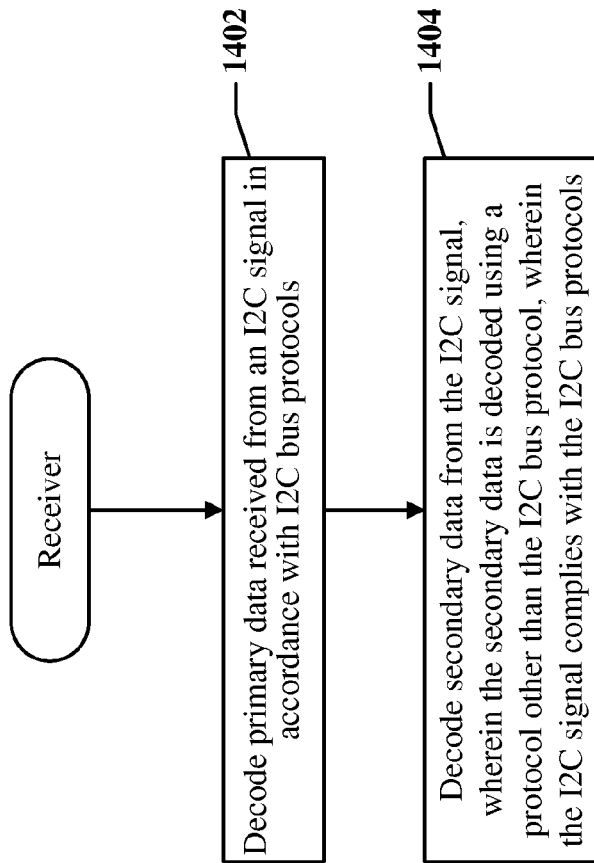 Receiver
Decode primary data received from an I2C signal in
accordance with I2C bus protocols
1402
Decode secondary data from the I2C signal,
wherein the secondary data is decoded using a
protocol other than the I2C bus protocol, wherein
the I2C signal complies with the I2C bus protocols
1404